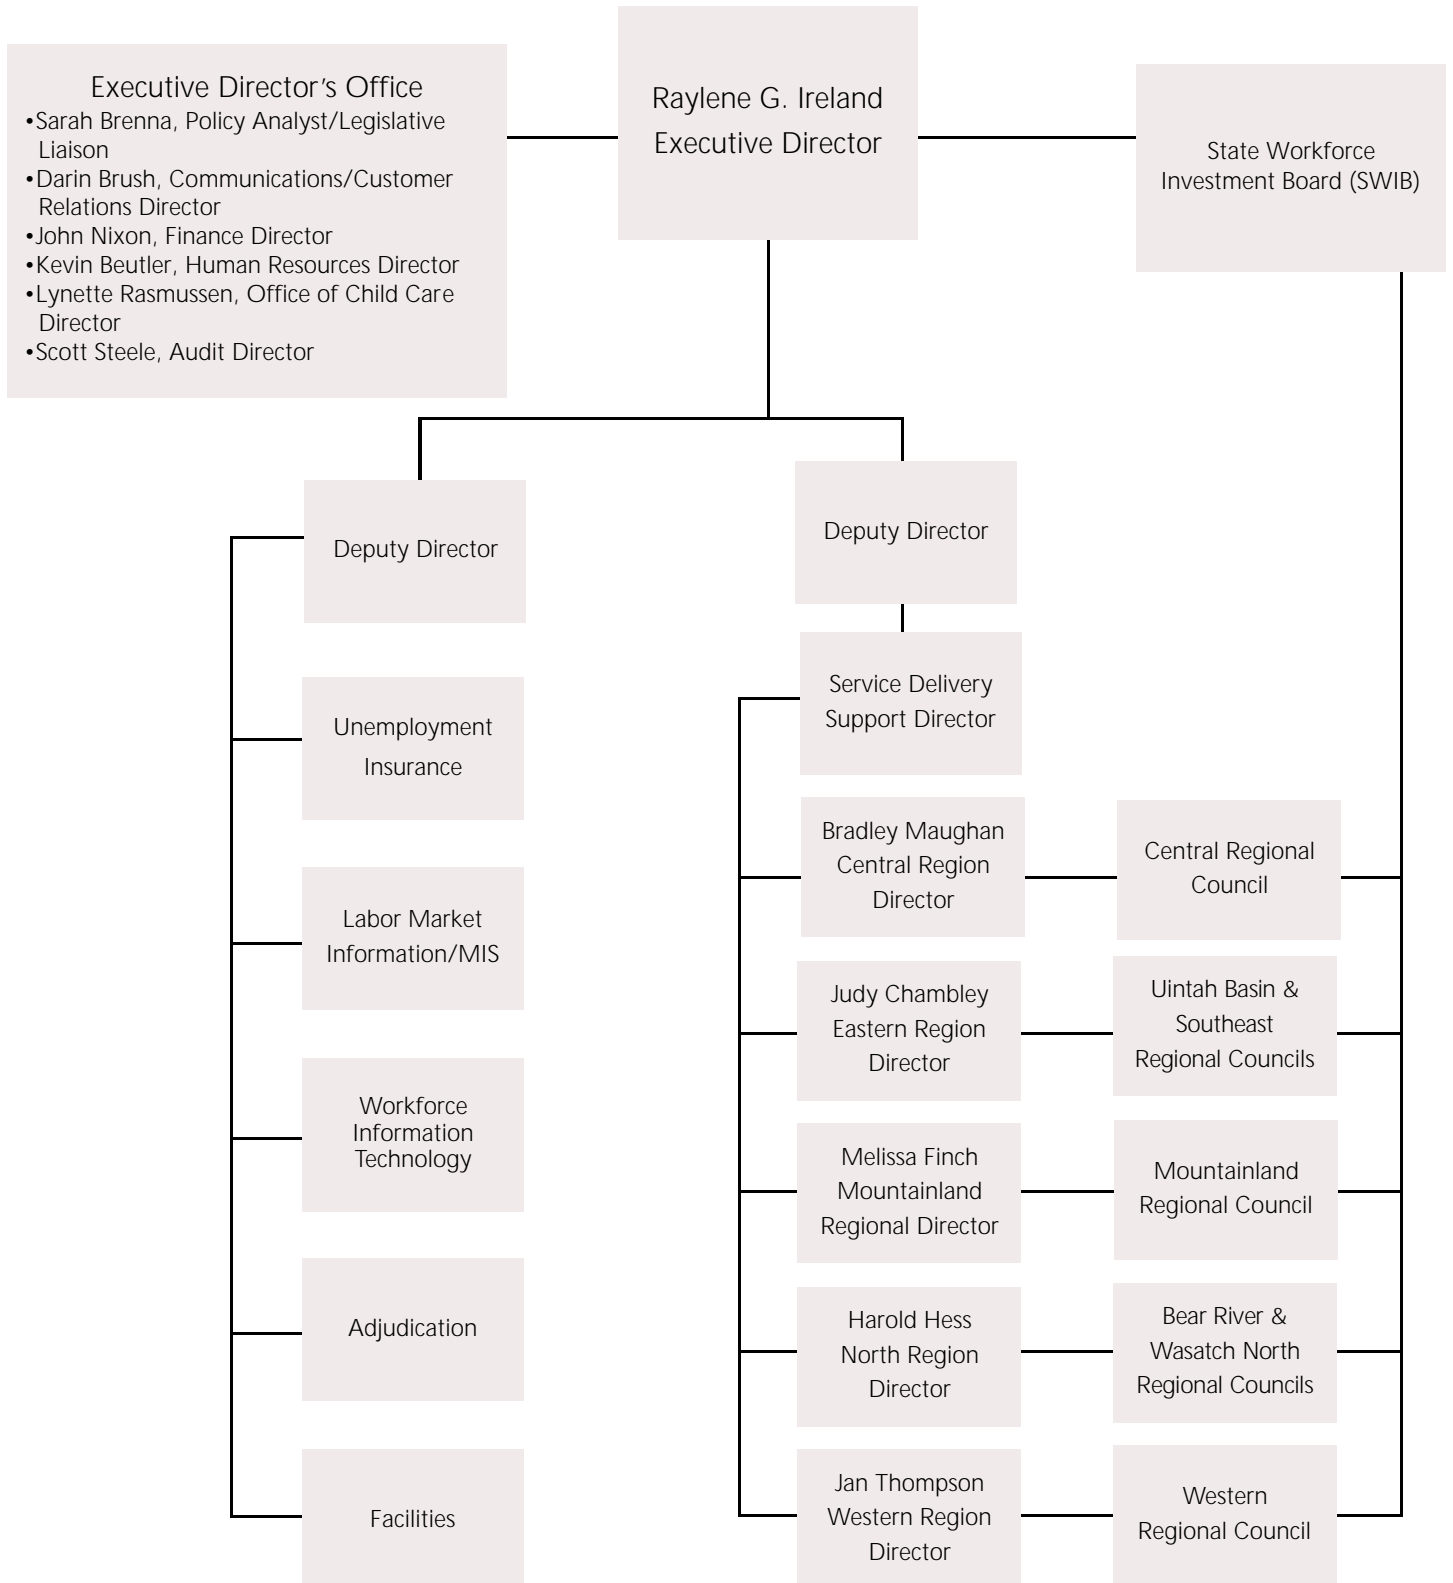 Executive Director's Office
•Sarah Brenna, Policy Analyst/Legislative
Liaison
•Darin Brush, Communications/Customer
Relations Director
•John Nixon, Finance Director
•Kevin Beutler, Human Resources Director
•Lynette Rasmussen, Office of Child Care
Director
•Scott Steele, Audit Director
Raylene G. Ireland
Executive Director
State Workforce
Investment Board (SWIB)
Deputy Director
Unemployment
Insurance
Labor Market
Information/MIS
Workforce
Information
Technology
Adjudication
Facilities
Deputy Director
Service Delivery
Support Director
Bradley Maughan
Central Region
Director
Central Regional
Council
Judy Chambley
Eastern Region
Director
Uintah Basin &
Southeast
Regional Councils
Melissa Finch
Mountainland
Regional Director
Mountainland
Regional Council
Harold Hess
North Region
Director
Bear River &
Wasatch North
Regional Councils
Jan Thompson
Western Region
Director
Western
Regional Council